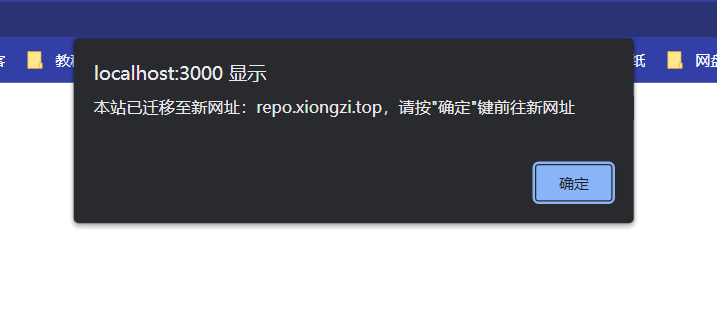 客 教程 纸 网盘
localhost:3000 显示
本站已迁移至新网址：repo.xiongzi.top，请按"确定"键前往新网址
确定